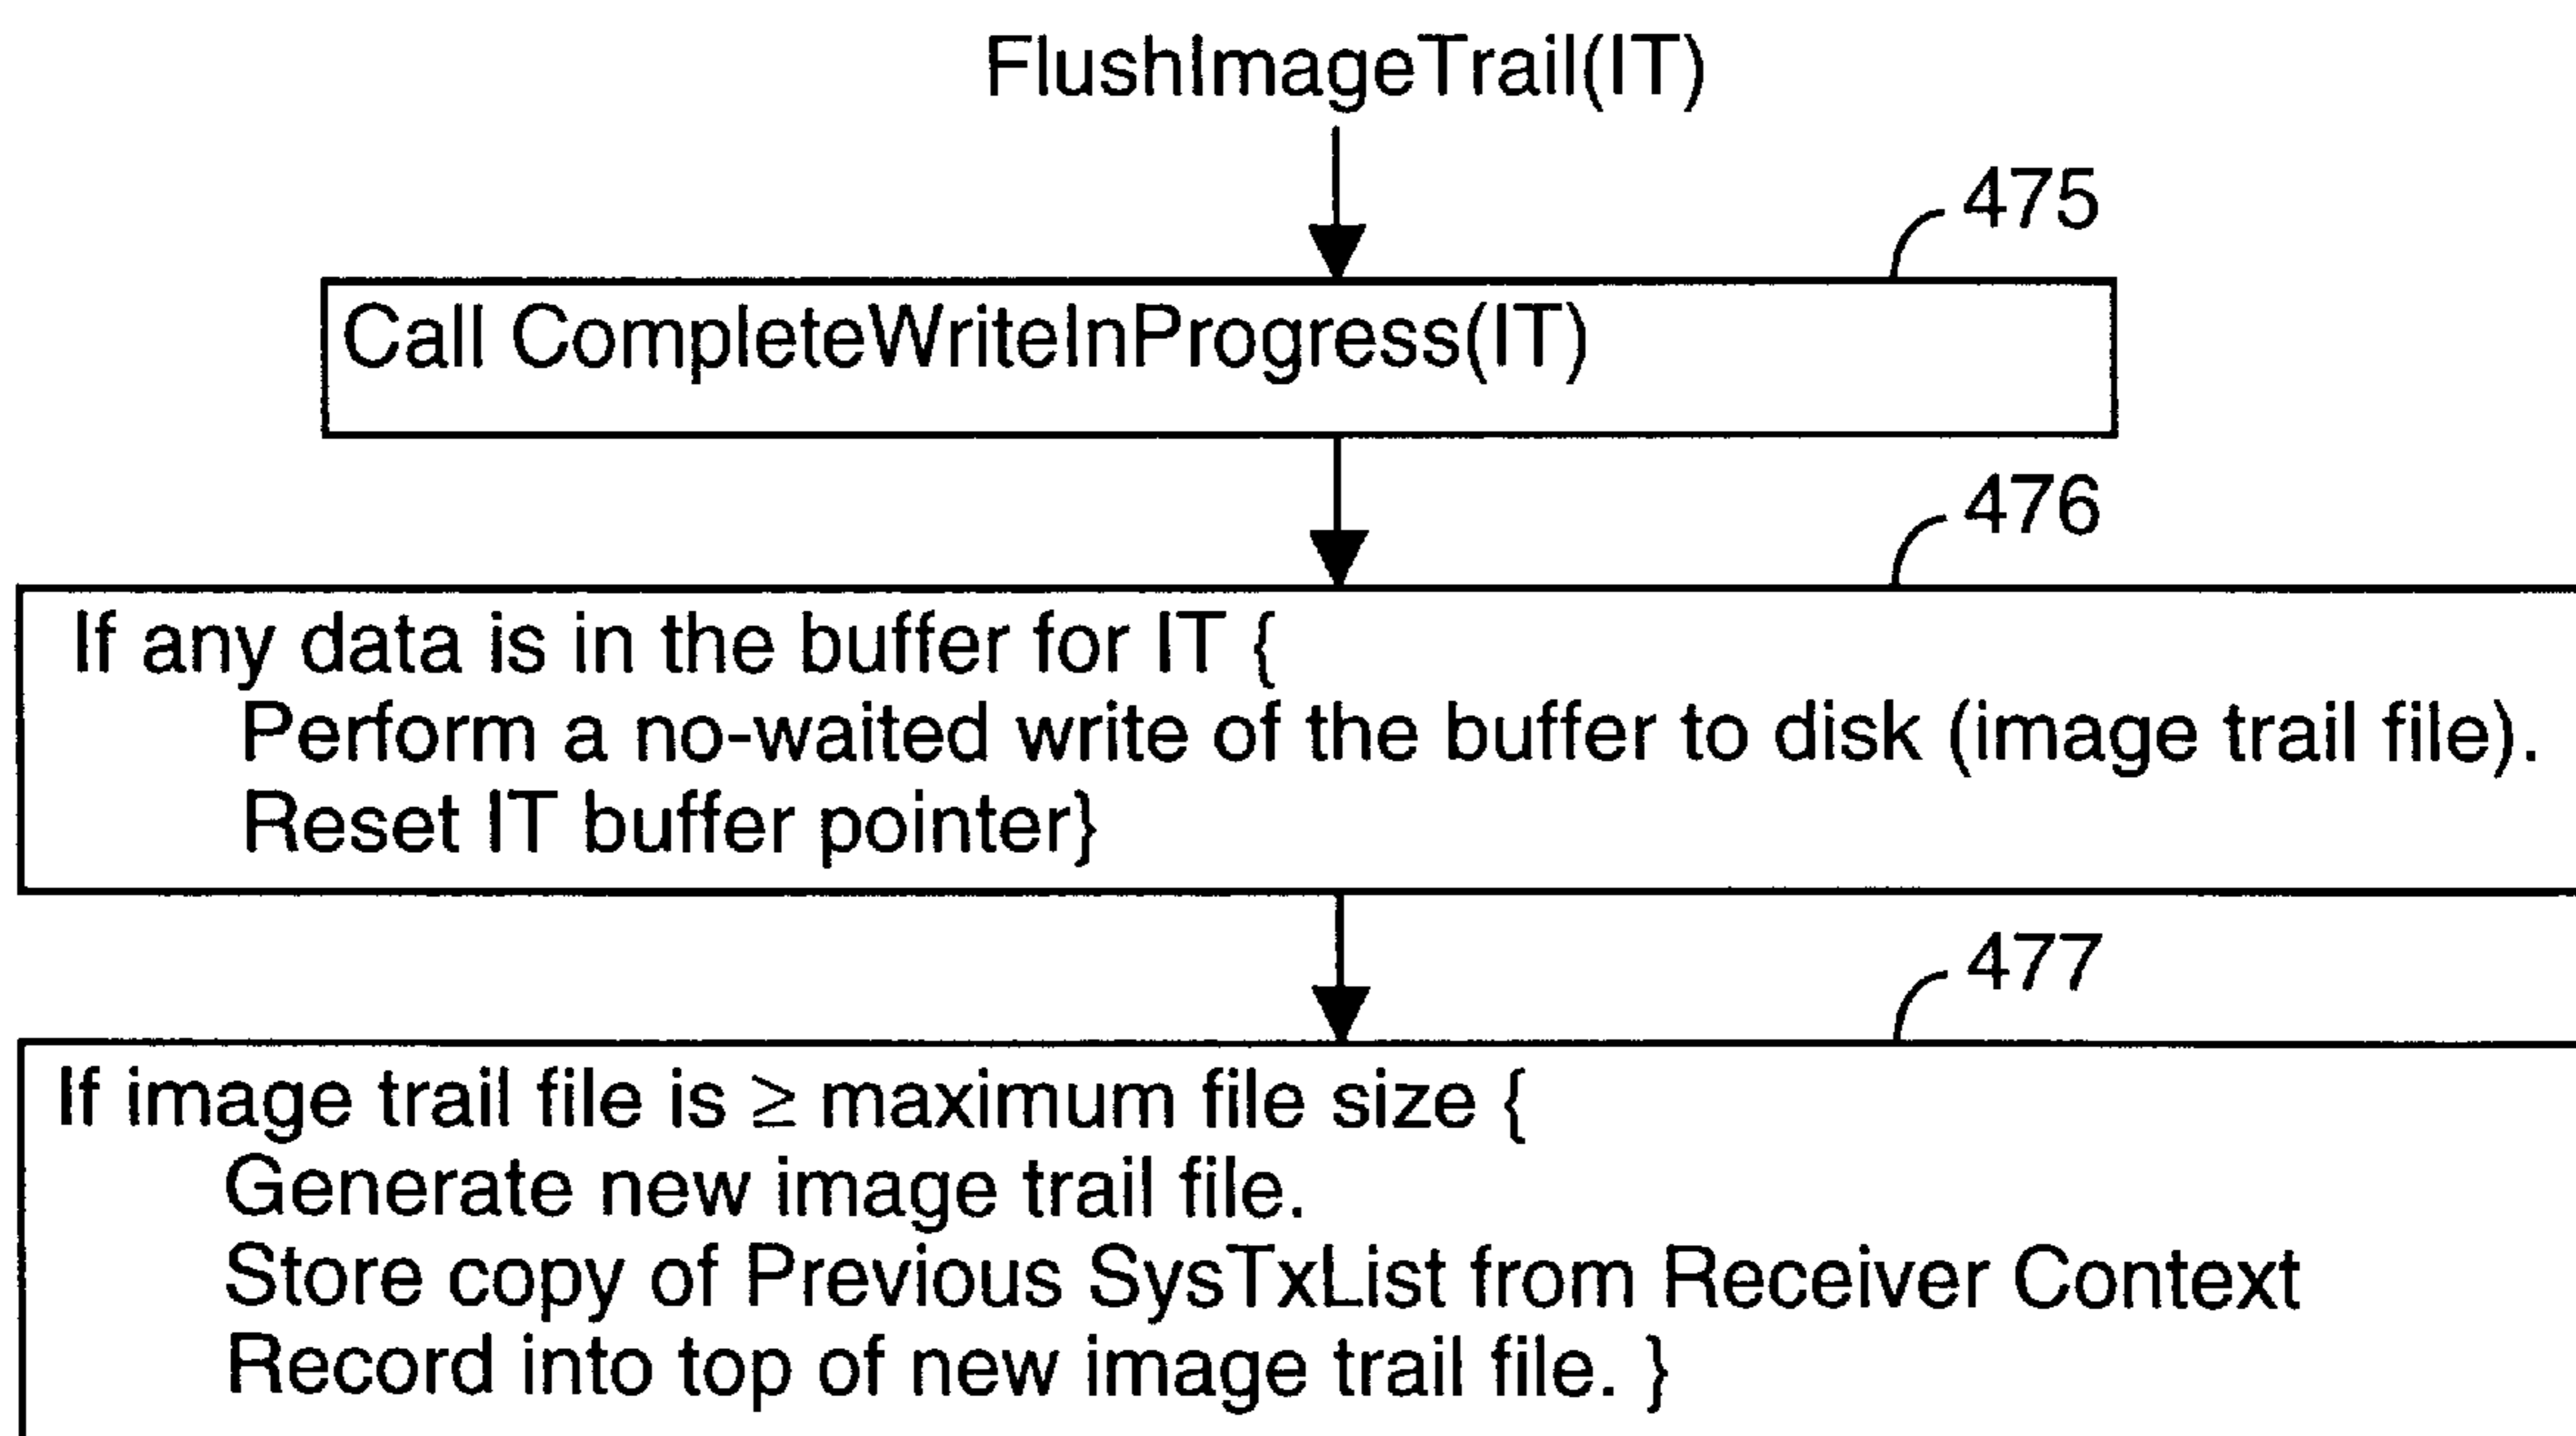 FlushImageTrail(IT)
475
Call CompleteWriteInProgress(IT)
476
If any data is in the buffer for IT {
Perform a no-waited write of the buffer to disk (image trail file).
Reset IT buffer pointer}
477
If image trail file is ≥ maximum file size {
Generate new image trail file.
Store copy of Previous SysTxList from Receiver Context
Record into top of new image trail file. }